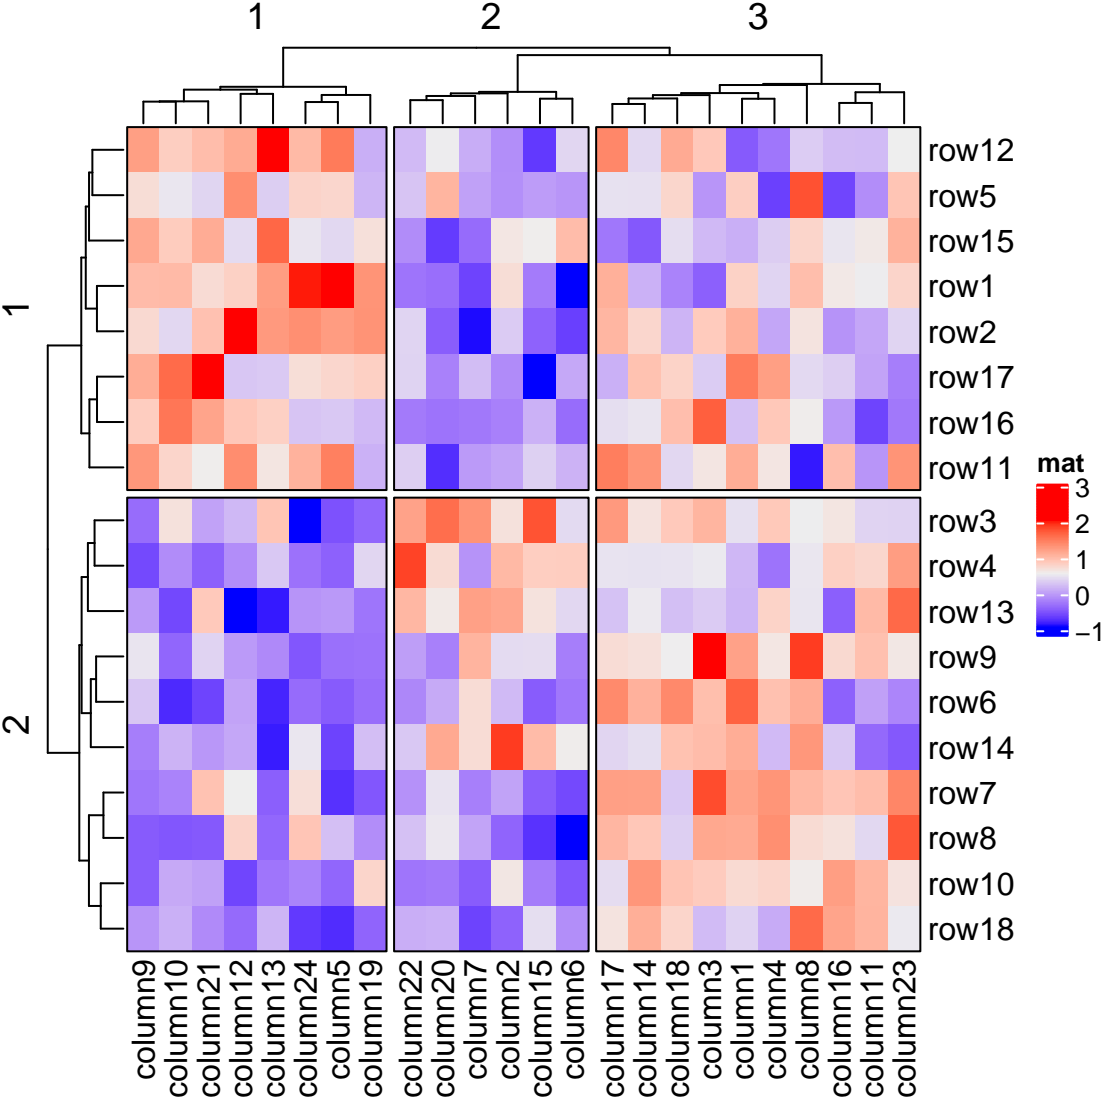 1 2 3
1
2
row12
row5
row15
row1
row2
row17
row16
row11
row3
row4
row13
row9
row6
row14
row7
row8
row10
row18
mat
3
2
1
0
−1
column9
column10
column21
column12
column13
column24
column5
column19
column22
column20
column7
column2
column15
column6
column17
column14
column18
column3
column1
column4
column8
column16
column11
column23